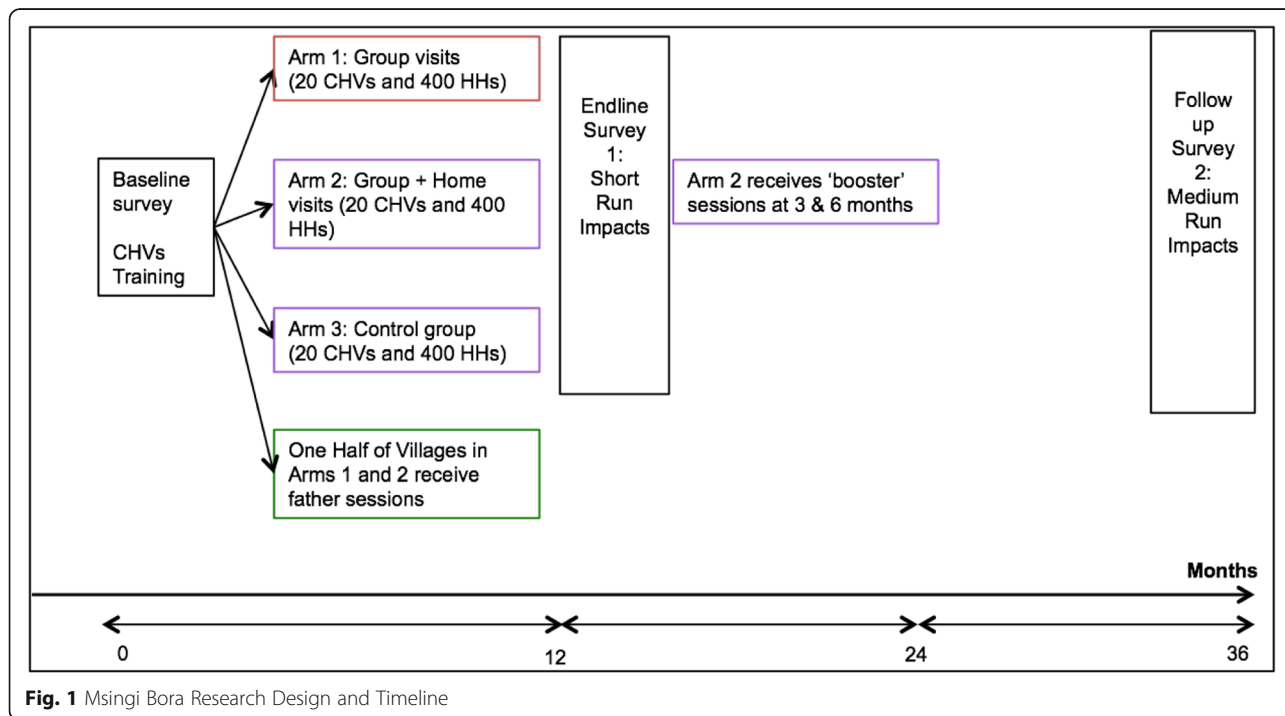 Baseline
survey
CHVs
Training
Arm 1: Group visits
(20 CHVs and 400 HHs)
Arm 2: Group + Home
visits (20 CHVs and 400
HHs)
Arm 3: Control group
(20 CHVs and 400 HHs)
One Half of Villages in
Arms 1 and 2 receive
father sessions
Endline
Survey
1:
Short
Run
Impacts
Arm 2 receives ‘booster’
sessions at 3 & 6 months
Follow
up
Survey
2:
Medium
Run
Impacts
Months
0
12
24
36
Fig. 1 Msingi Bora Research Design and Timeline